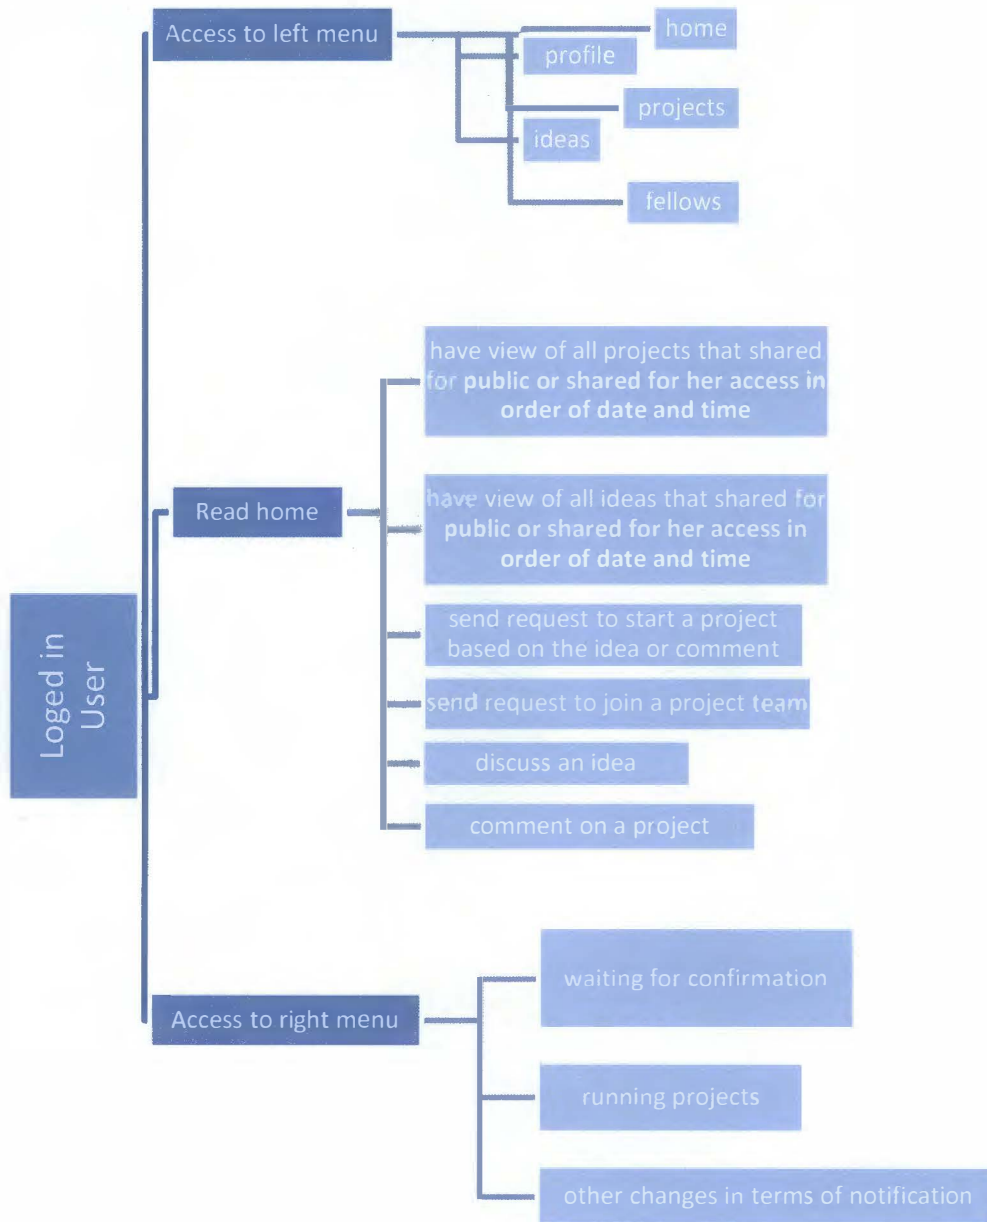 Loged in
User
Access to left menu
home
profile
projects
ideas
fellows
Read home
have view of all projects that shared
for public or shared for her access in
order of date and time
have view of all ideas that shared for
public or shared for her access in
order of date and time
send request to start a project
based on the idea or comment
send request to join a project team
discuss an idea
comment on a project
Access to right menu
waiting for confirmation
running projects
other changes in terms of notification